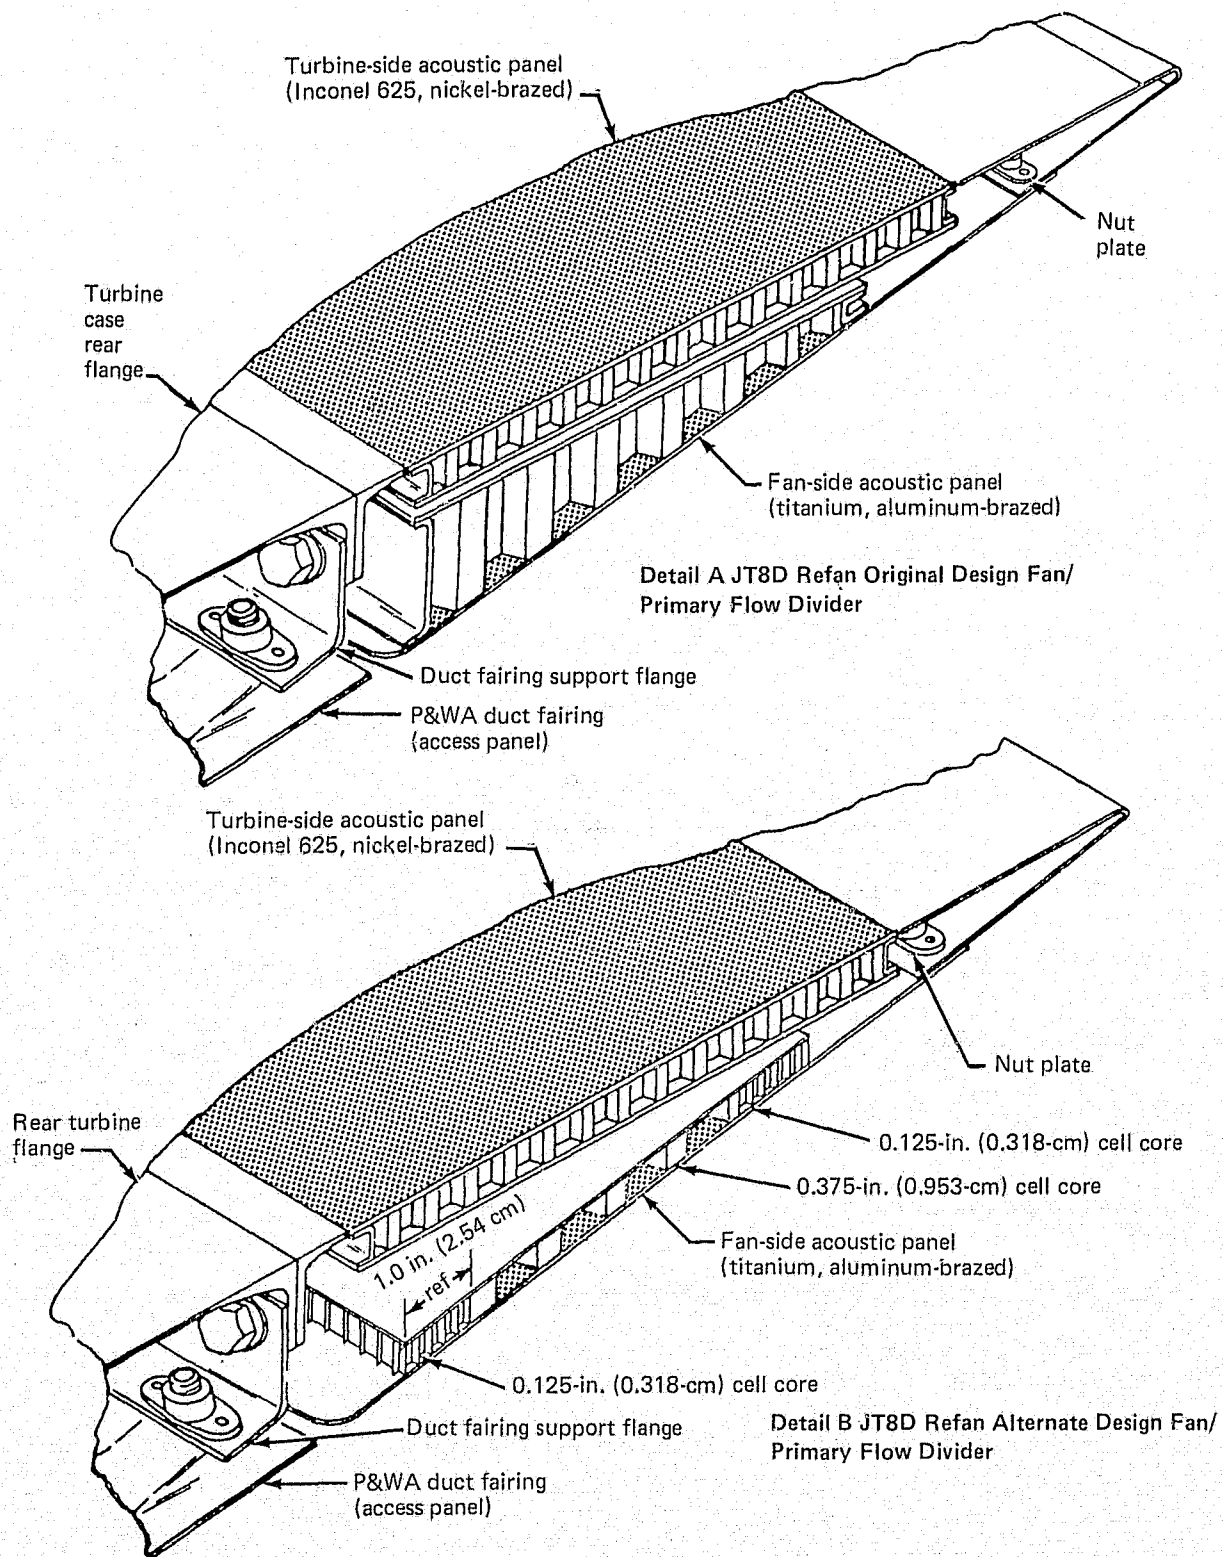 Turbine-side acoustic panel
(Inconel 625, nickel-brazed)
Nut
plate
Turbine
case
rear
flange
Fan-side acoustic panel
(titanium, aluminum-brazed)
Detail A JT8D Refan Original Design Fan/
Primary Flow Divider
Duct fairing support flange
P&WA duct fairing
(access panel)
Turbine-side acoustic panel
(Inconel 625, nickel-brazed)
Nut plate
Rear turbine
flange
0.125-in. (0.318-cm) cell core
0.375-in. (0.953-cm) cell core
1.0 in. (2.54 cm)
ref
Fan-side acoustic panel
(titanium, aluminum-brazed)
0.125-in. (0.318-cm) cell core
Detail B JT8D Refan Alternate Design Fan/
Primary Flow Divider
Duct fairing support flange
P&WA duct fairing
(access panel)